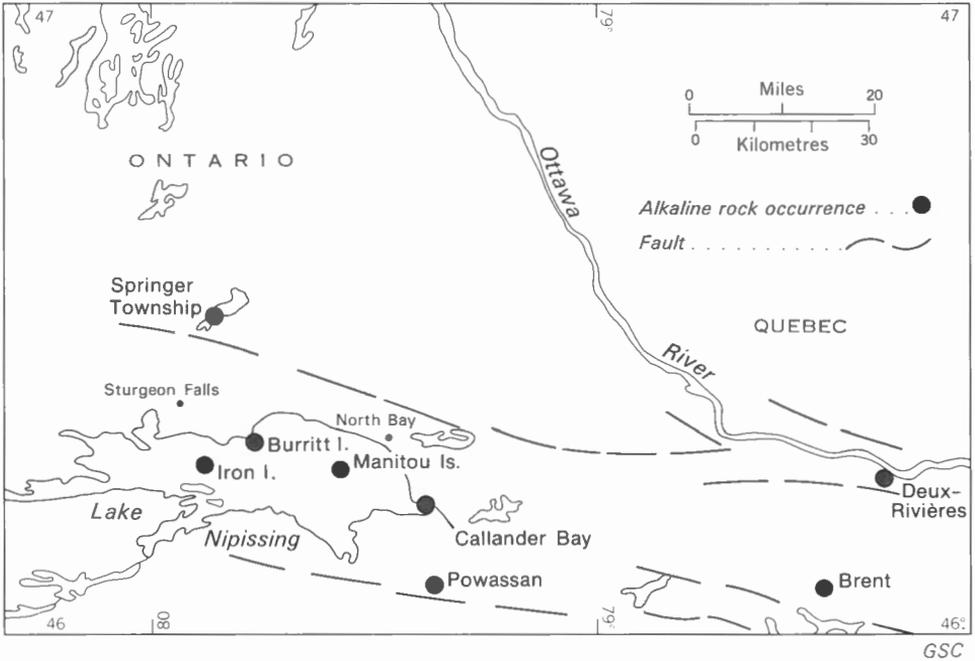 47
79°
47
Miles
0 20
0 30
Kilometres
ONTARIO
Ottawa
Alkaline rock occurrence . . .
Fault . . . . . . . . . . .
Springer
Township
QUEBEC
River
Sturgeon Falls
North Bay
Burritt I.
Manitou Is.
Iron I.
Deux-
Rivières
Lake
Nipissing
Callander Bay
Powassan
Brent
46
80
79°
46°
GSC